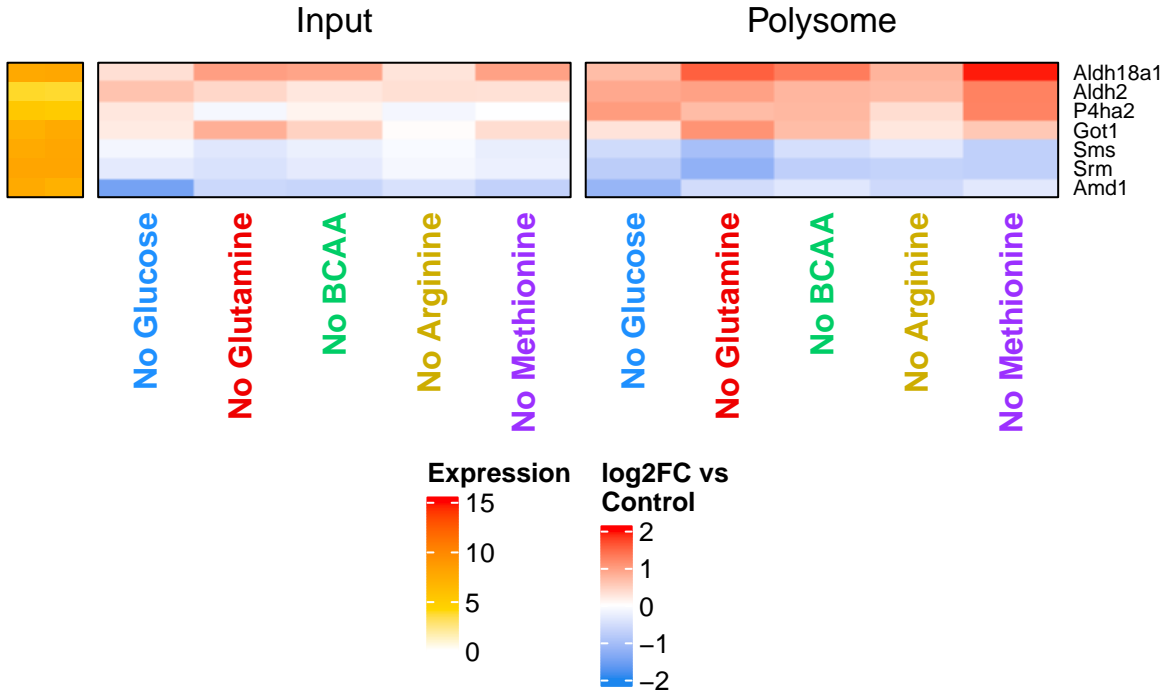 Input
Polysome
Aldh18a1
Aldh2
P4ha2
Got1
Sms
Srm
Amd1
No Glucose
No Glutamine
No BCAA
No Arginine
No Methionine
No Glucose
No Glutamine
No BCAA
No Arginine
No Methionine
Expression
15
10
5
0
log2FC vs
Control
2
1
0
−1
−2